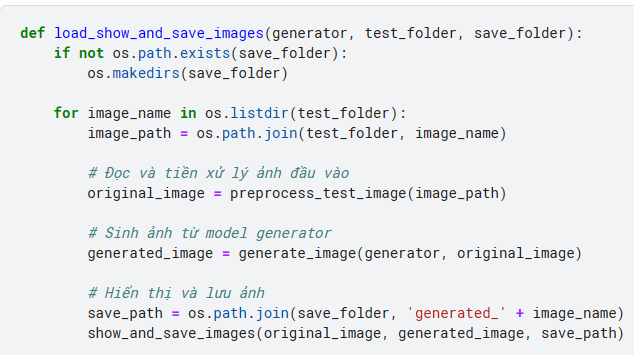 def load_show_and_save_images(generator, test_folder, save_folder):
    if not os.path.exists(save_folder):
        os.makedirs(save_folder)

    for image_name in os.listdir(test_folder):
        image_path = os.path.join(test_folder, image_name)

        # Đọc và tiền xử lý ảnh đầu vào
        original_image = preprocess_test_image(image_path)

        # Sinh ảnh từ model generator
        generated_image = generate_image(generator, original_image)

        # Hiển thị và lưu ảnh
        save_path = os.path.join(save_folder, 'generated_' + image_name)
        show_and_save_images(original_image, generated_image, save_path)